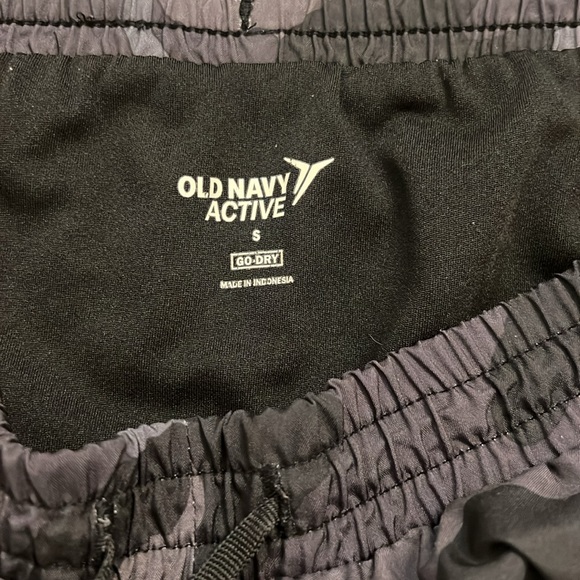 OLD NAVY
ACTIVE
S
GO-DRY
MADE IN INDONESIA